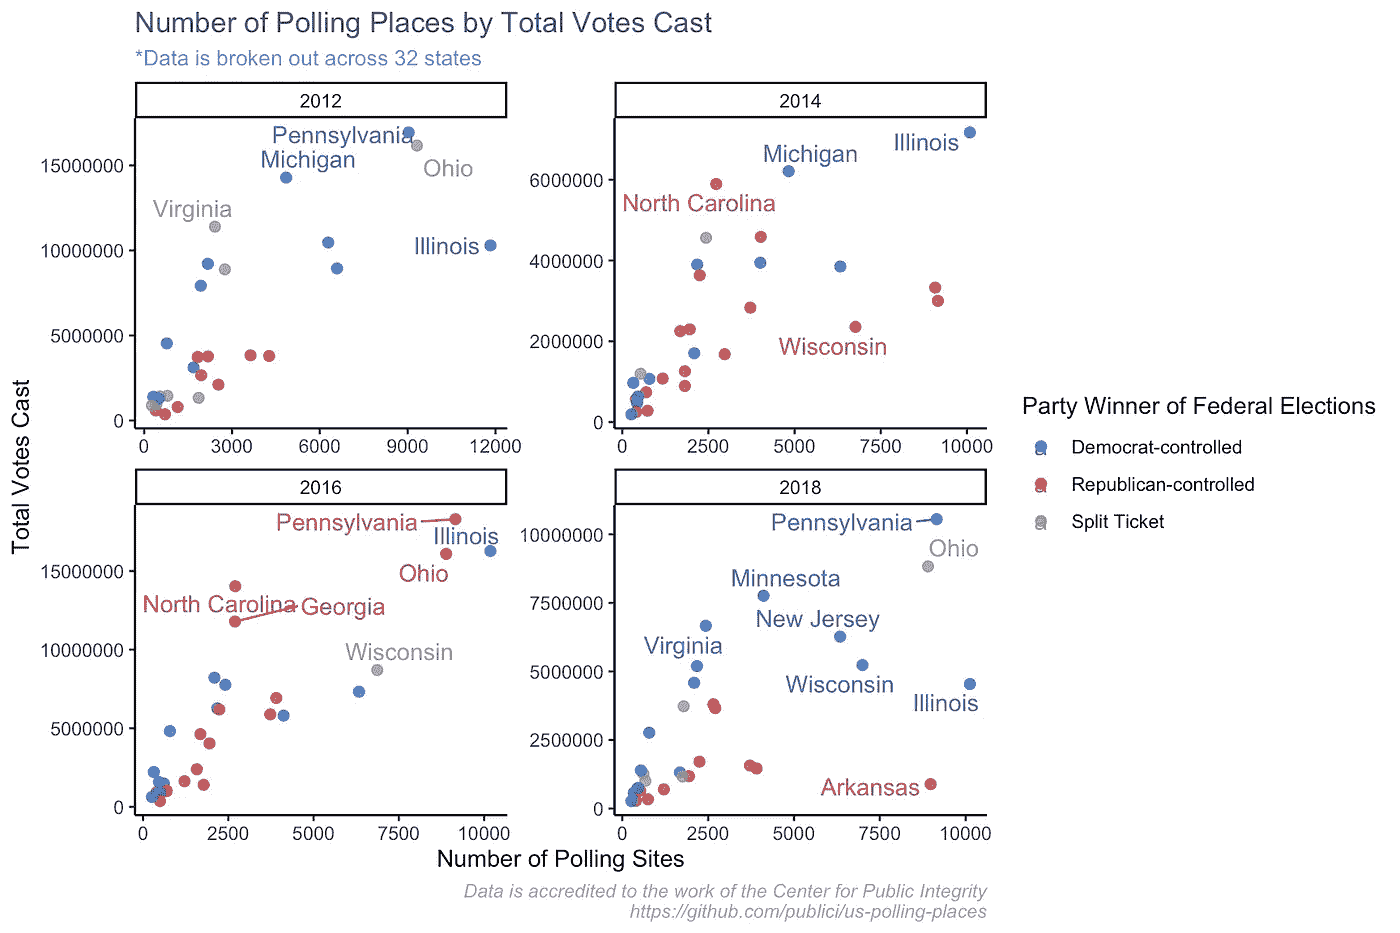 Number of Polling Places by Total Votes Cast
*Data is broken out across 32 states
2012
Pennsylvania
Michigan
Ohio
Virginia
Illinois
15000000
10000000
5000000
0
0 3000 6000 9000 12000
2014
Illinois
Michigan
North Carolina
Wisconsin
6000000
4000000
2000000
0
0 2500 5000 7500 10000
2016
Pennsylvania
Illinois
Ohio
North Carolina Georgia
Wisconsin
15000000
10000000
5000000
0
0 2500 5000 7500 10000
2018
Pennsylvania
Ohio
Minnesota
New Jersey
Virginia
Wisconsin
Illinois
Arkansas
10000000
7500000
5000000
2500000
0
0 2500 5000 7500 10000
Total Votes Cast
Number of Polling Sites
Party Winner of Federal Elections
Democrat-controlled
Republican-controlled
Split Ticket
Data is accredited to the work of the Center for Public Integrity
https://github.com/publici/us-polling-places